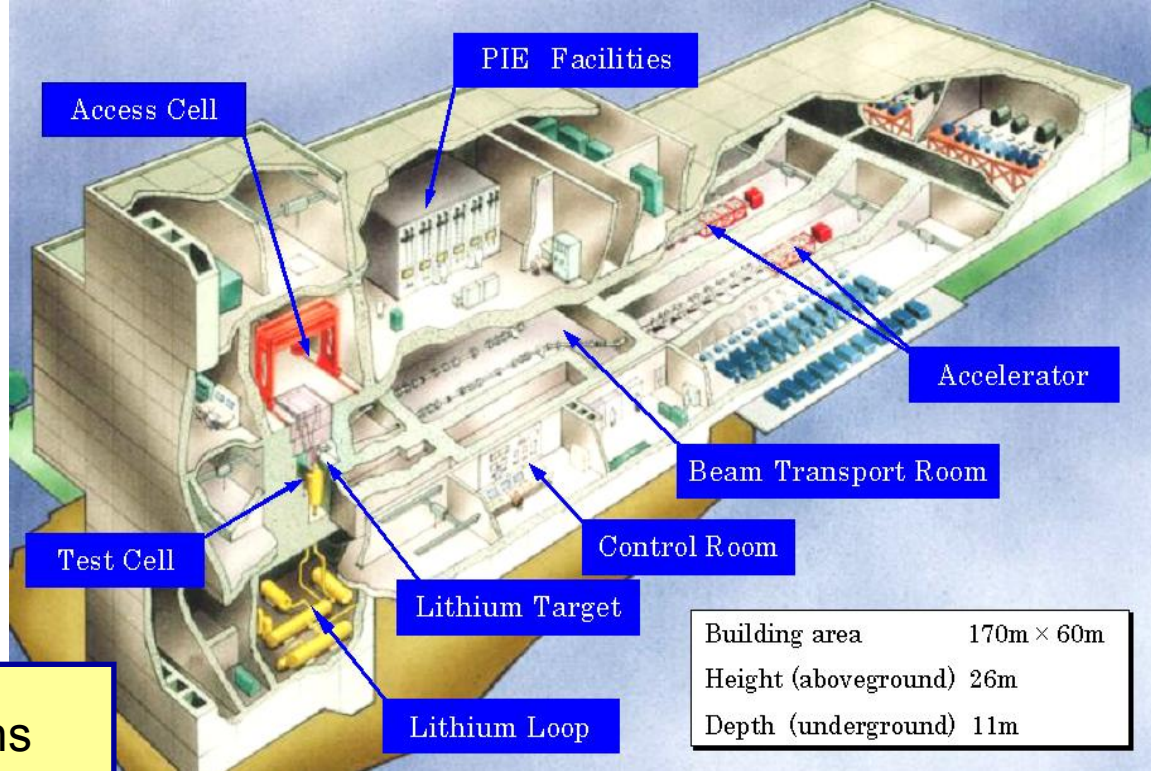 PIE Facilities
Access Cell
Accelerator
Beam Transport Room
Control Room
Test Cell
Lithium Target
Lithium Loop
Building area 170m × 60m
Height (aboveground) 26m
Depth (underground) 11m